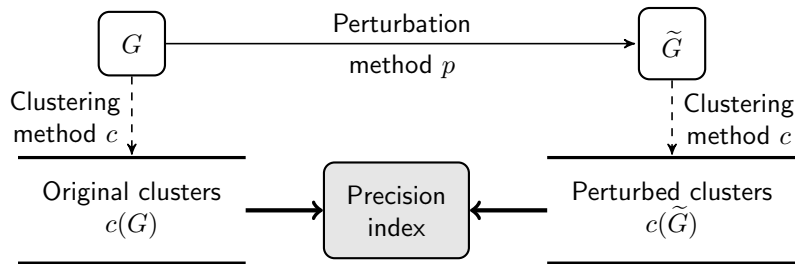 G
Perturbation
method p
G̃
Clustering
method c
Clustering
method c
Original clusters
c(G)
Precision
index
Perturbed clusters
c(G̃)